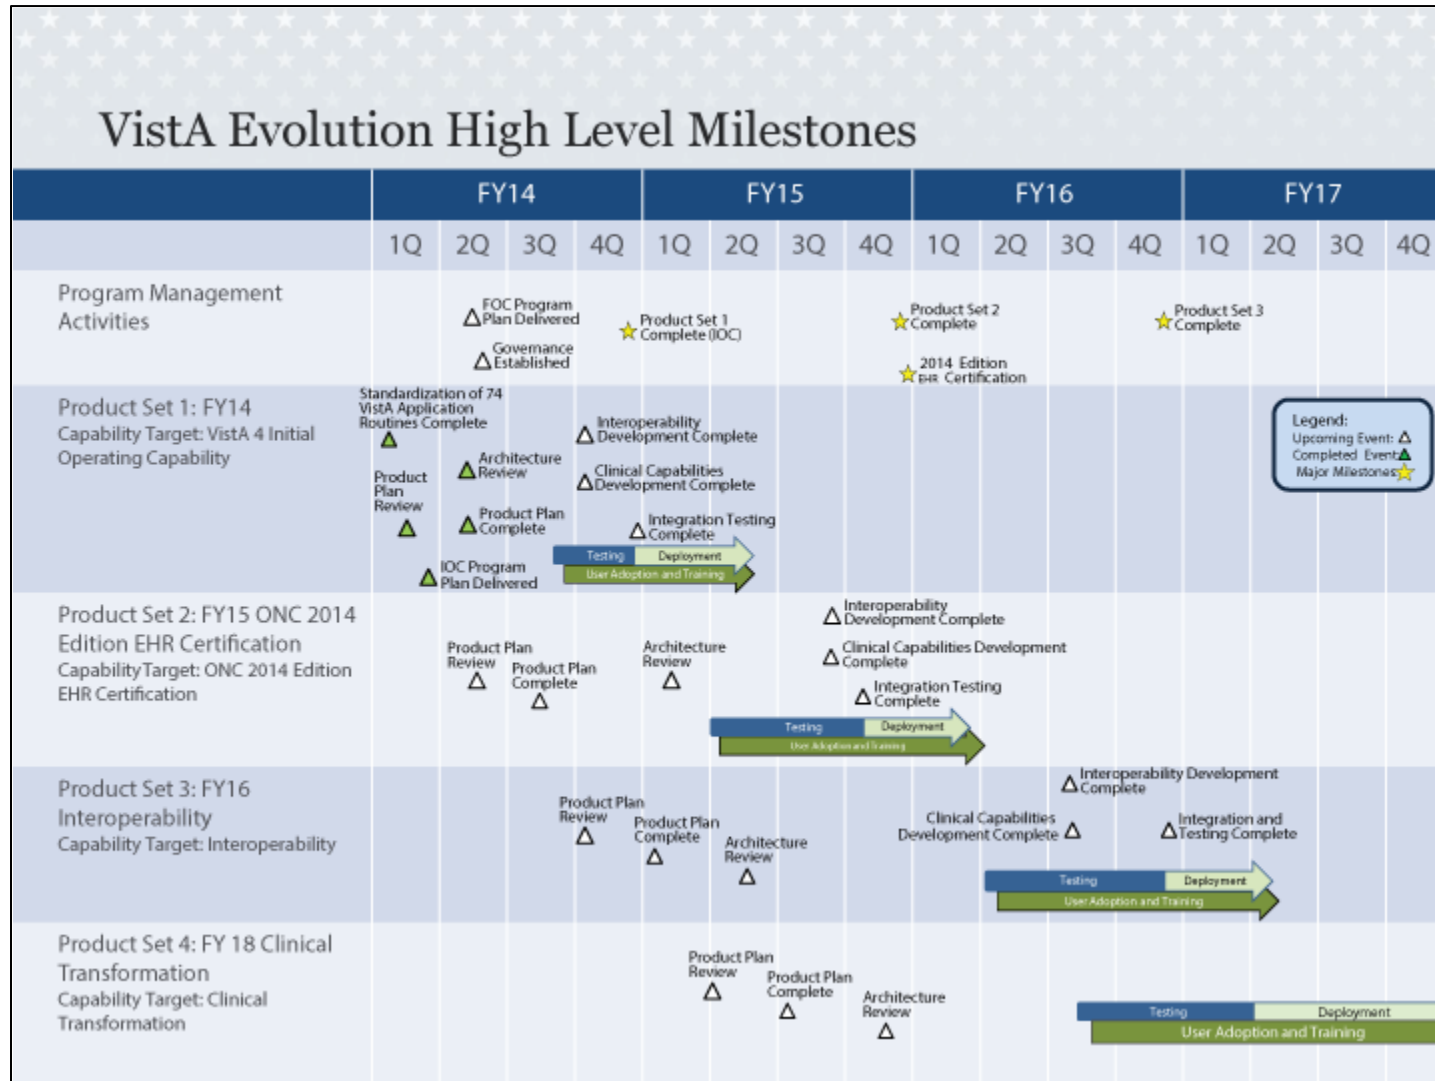 VistA Evolution High Level Milestones
FY14 FY15 FY16 FY17
1Q 2Q 3Q 4Q 1Q 2Q 3Q 4Q 1Q 2Q 3Q 4Q 1Q 2Q 3Q 4Q
Program Management
Activities
FOC Program
Plan Delivered
Governance
Established
Product Set 1
Complete (IOC)
Product Set 2
Complete
2014 Edition
EHR Certification
Product Set 3
Complete
Product Set 1: FY14
Capability Target: VistA 4 Initial
Operating Capability
Standardization of 74
VistA Application
Routines Complete
Product
Plan
Review
Architecture
Review
Product Plan
Complete
IOC Program
Plan Delivered
Interoperability
Development Complete
Clinical Capabilities
Development Complete
Integration Testing
Complete
Testing Deployment
User Adoption and Training
Legend:
Upcoming Event:
Completed Event:
Major Milestones:
Product Set 2: FY15 ONC 2014
Edition EHR Certification
Capability Target: ONC 2014 Edition
EHR Certification
Product Plan
Review
Product Plan
Complete
Architecture
Review
Interoperability
Development Complete
Clinical Capabilities Development
Complete
Integration Testing
Complete
Testing Deployment
User Adoption and Training
Product Set 3: FY16
Interoperability
Capability Target: Interoperability
Product Plan
Review
Product Plan
Complete
Architecture
Review
Interoperability Development
Complete
Clinical Capabilities
Development Complete
Integration and
Testing Complete
Testing Deployment
User Adoption and Training
Product Set 4: FY 18 Clinical
Transformation
Capability Target: Clinical
Transformation
Product Plan
Review
Product Plan
Complete
Architecture
Review
Testing Deployment
User Adoption and Training